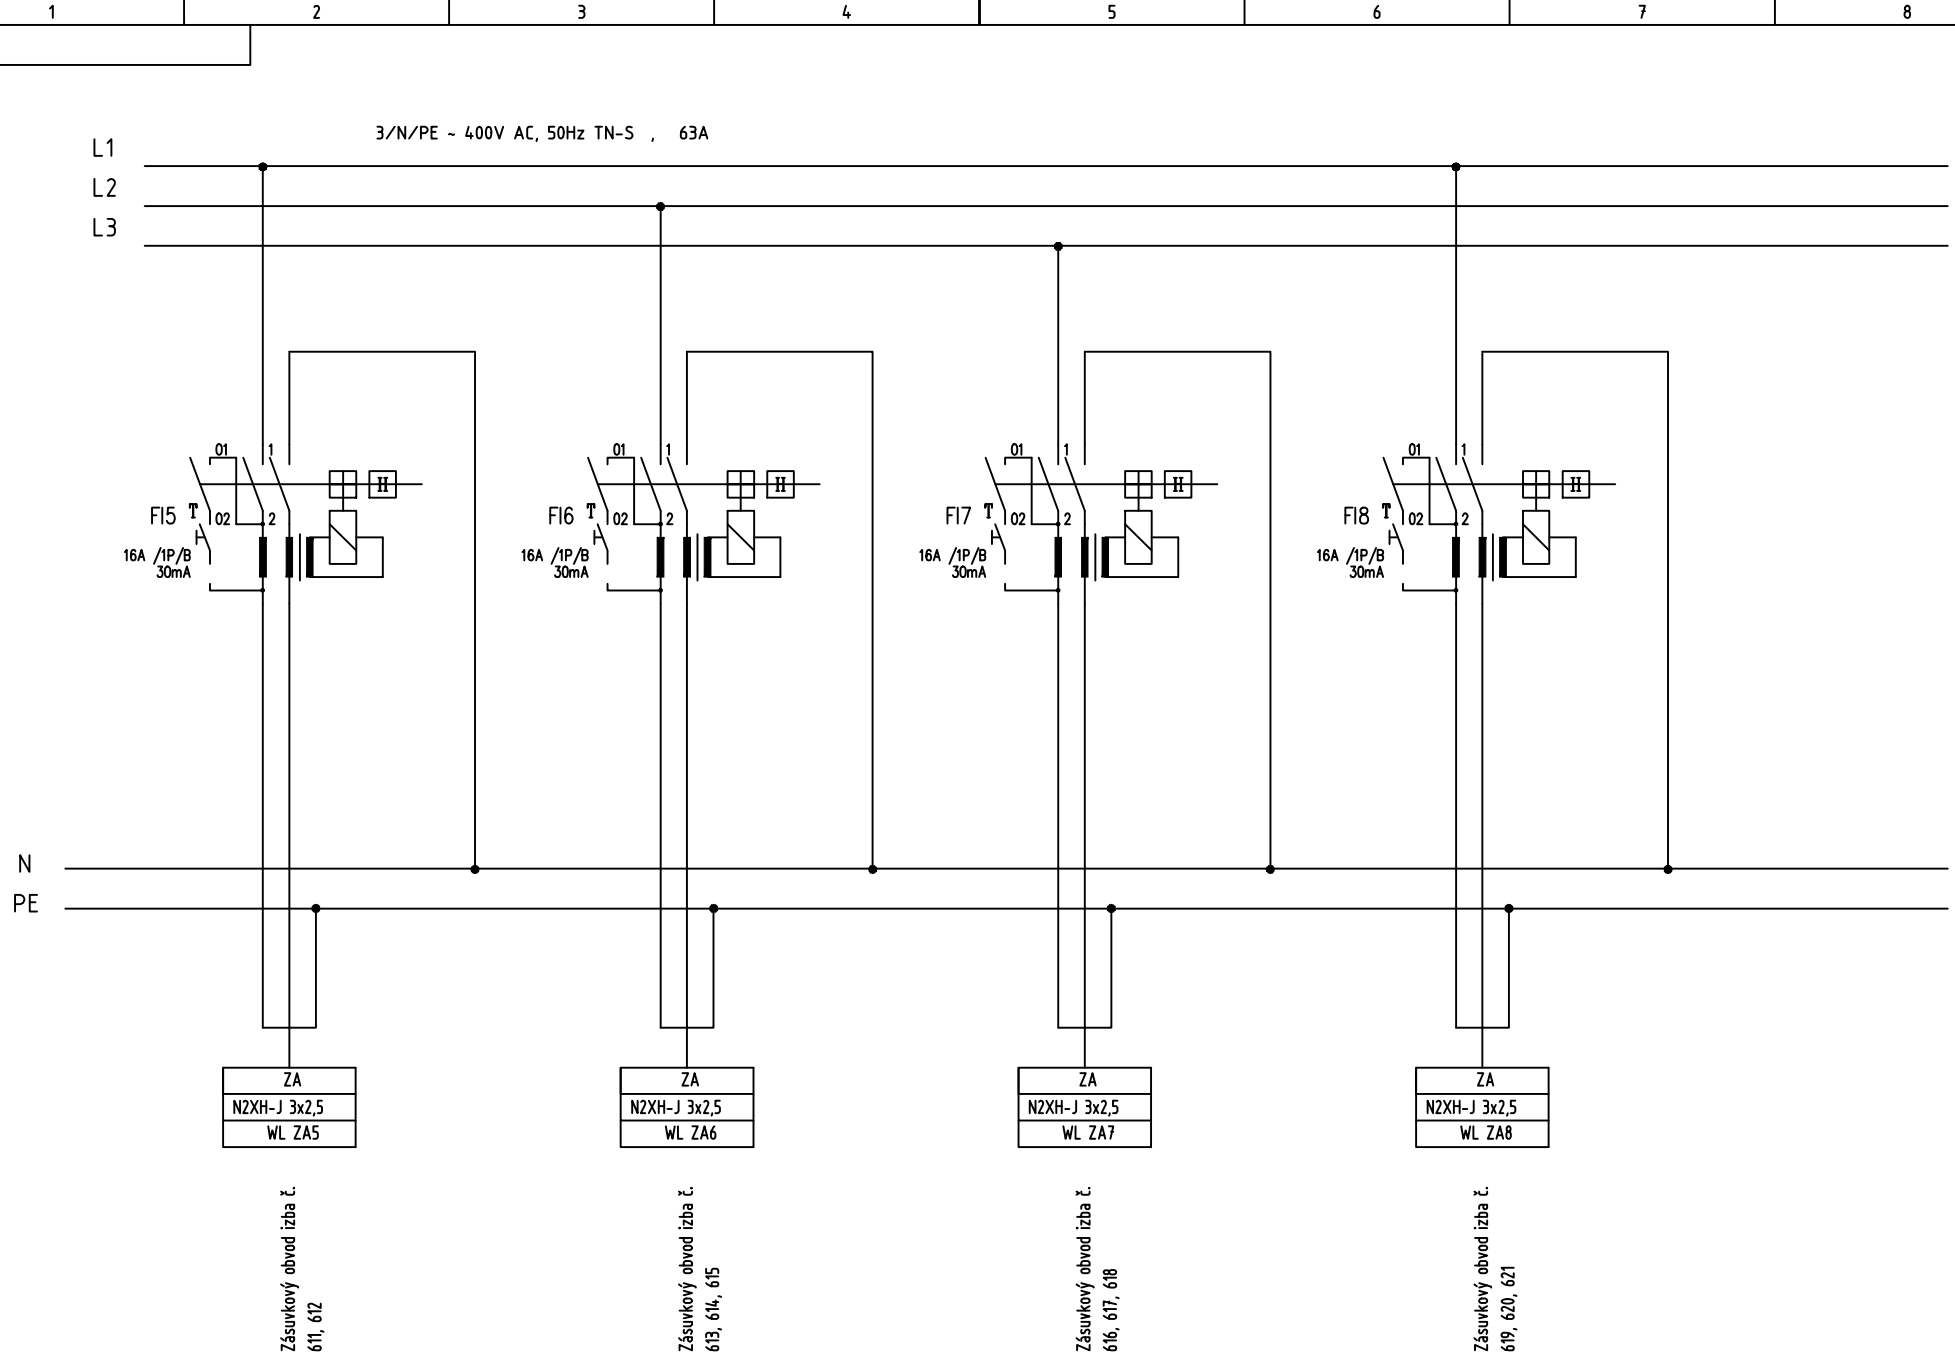 1 2 3 4 5 6 7 8
3/N/PE ~ 400V AC, 50Hz TN-S , 63A
L1
L2
L3
01 1 01 1 01 1 01 1
H H H H
FI5 T 02 2 FI6 T 02 2 FI7 T 02 2 FI8 T 02 2
16A /1P/B 16A /1P/B 16A /1P/B 16A /1P/B
30mA 30mA 30mA 30mA
N
PE
ZA ZA ZA ZA
N2XH-J 3x2,5 N2XH-J 3x2,5 N2XH-J 3x2,5 N2XH-J 3x2,5
WL ZA5 WL ZA6 WL ZA7 WL ZA8
Zásuvkový obvod izba č.
611, 612
Zásuvkový obvod izba č.
613, 614, 615
Zásuvkový obvod izba č.
616, 617, 618
Zásuvkový obvod izba č.
619, 620, 621